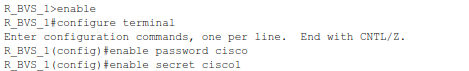 R_BVS_1>enable
R_BVS_1#configure terminal
Enter configuration commands, one per line.  End with CNTL/Z.
R_BVS_1(config)#enable password cisco
R_BVS_1(config)#enable secret cisco1